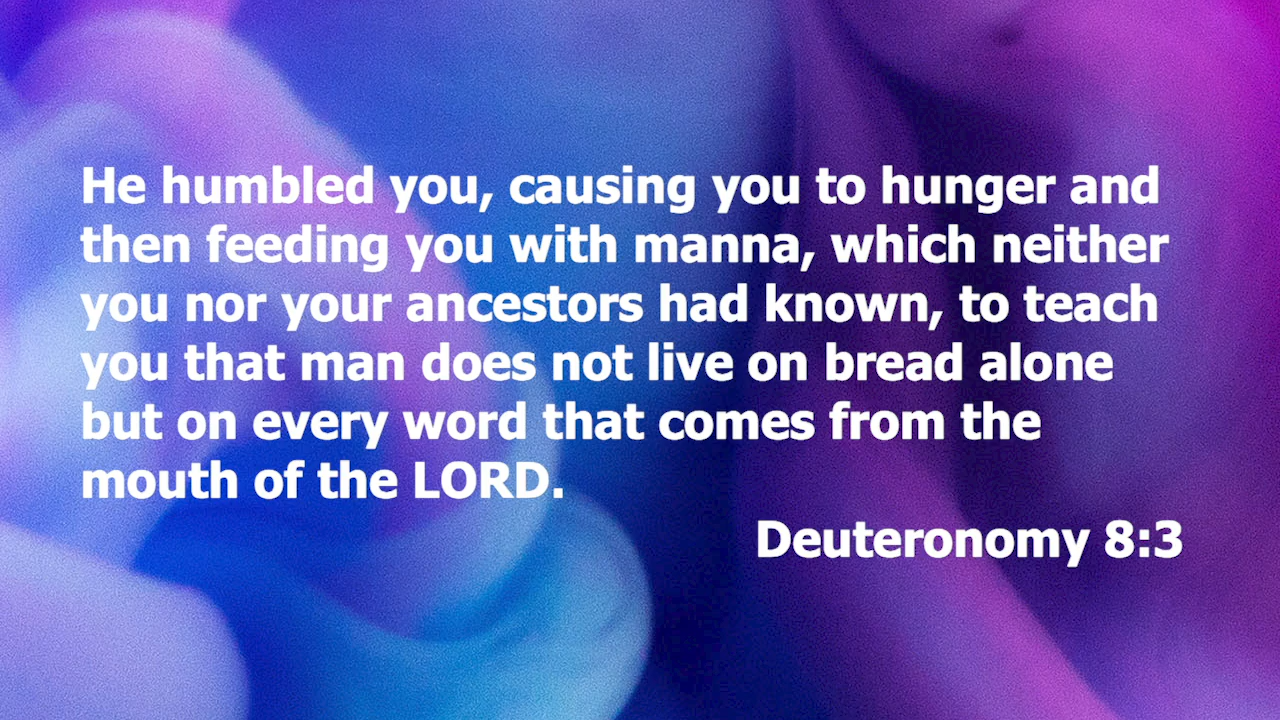 He humbled you, causing you to hunger and
then feeding you with manna, which neither
you nor your ancestors had known, to teach
you that man does not live on bread alone
but on every word that comes from the
mouth of the LORD.
Deuteronomy 8:3